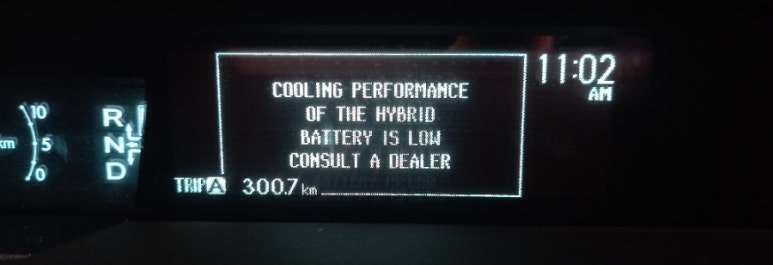 COOLING PERFORMANCE
OF THE HYBRID
BATTERY IS LOW
CONSULT A DEALER
11:02
AM
10
5
0
km
R
N
D
TRIP A 300.7 km